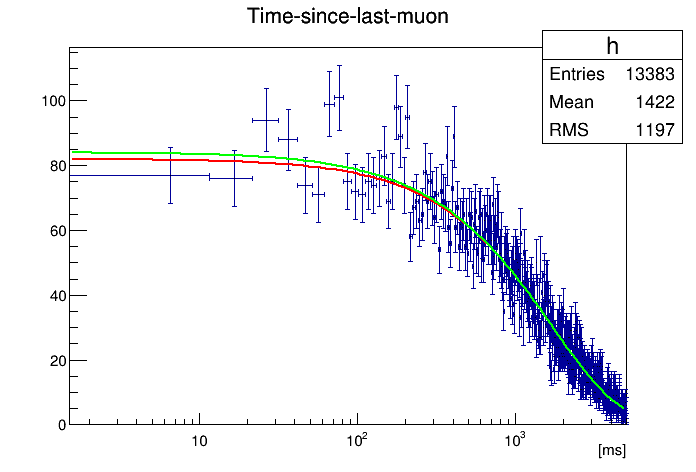 Time-since-last-muon
h
Entries 13383
Mean 1422
RMS 1197
100
80
60
40
20
0
10
10²
10³
[ms]